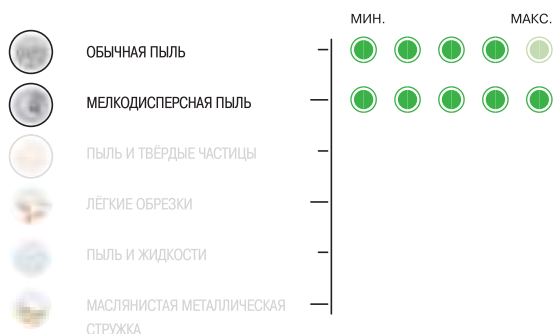 МИН. МАКС.
ОБЫЧНАЯ ПЫЛЬ
МЕЛКОДИСПЕРСНАЯ ПЫЛЬ
ПЫЛЬ И ТВЁРДЫЕ ЧАСТИЦЫ
ЛЁГКИЕ ОБРЕЗКИ
ПЫЛЬ И ЖИДКОСТИ
МАСЛЯНИСТАЯ МЕТАЛЛИЧЕСКАЯ
СТРУЖКА